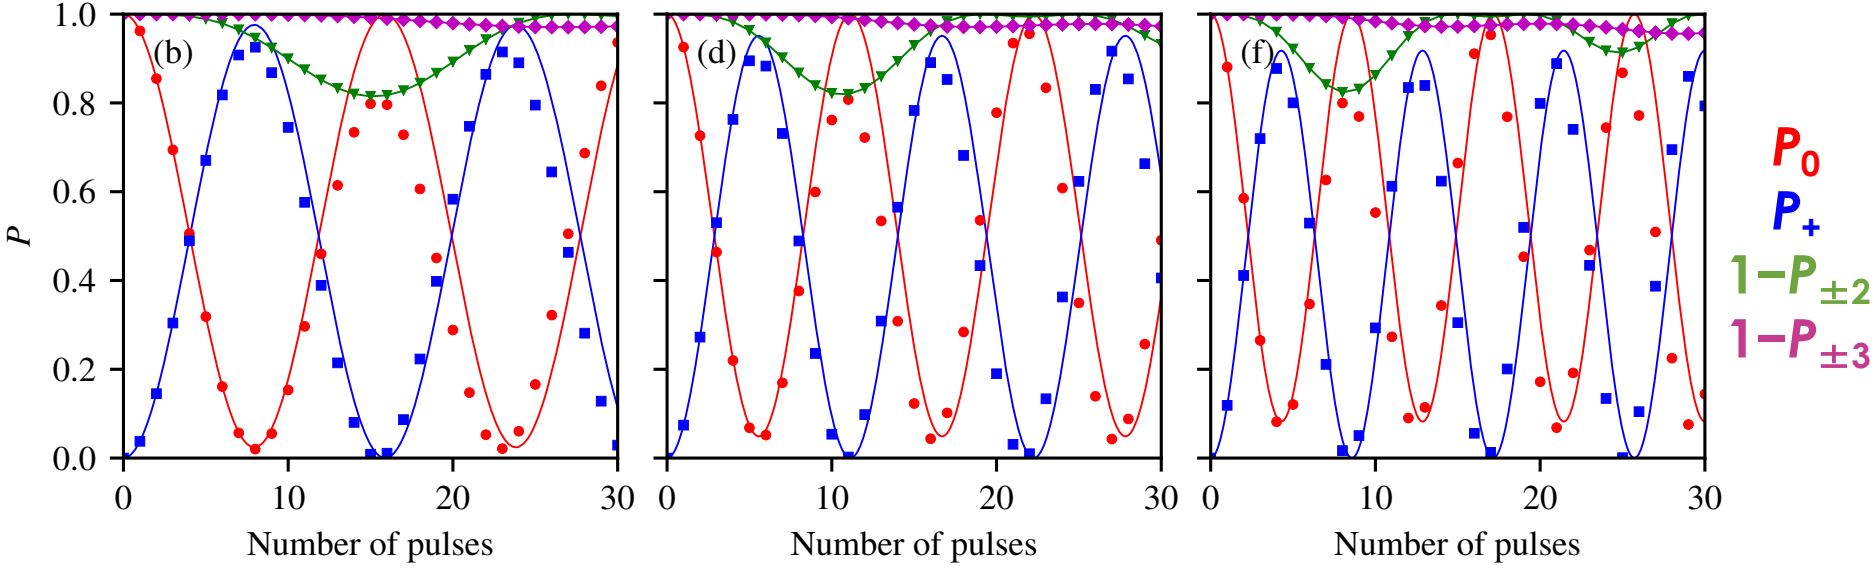 1.0
0.8
0.6
0.4
0.2
0.0
P
(b)
0 10 20 30
Number of pulses
(d)
0 10 20 30
Number of pulses
(f)
0 10 20 30
Number of pulses
P₀
P₊
1−P±2
1−P±3